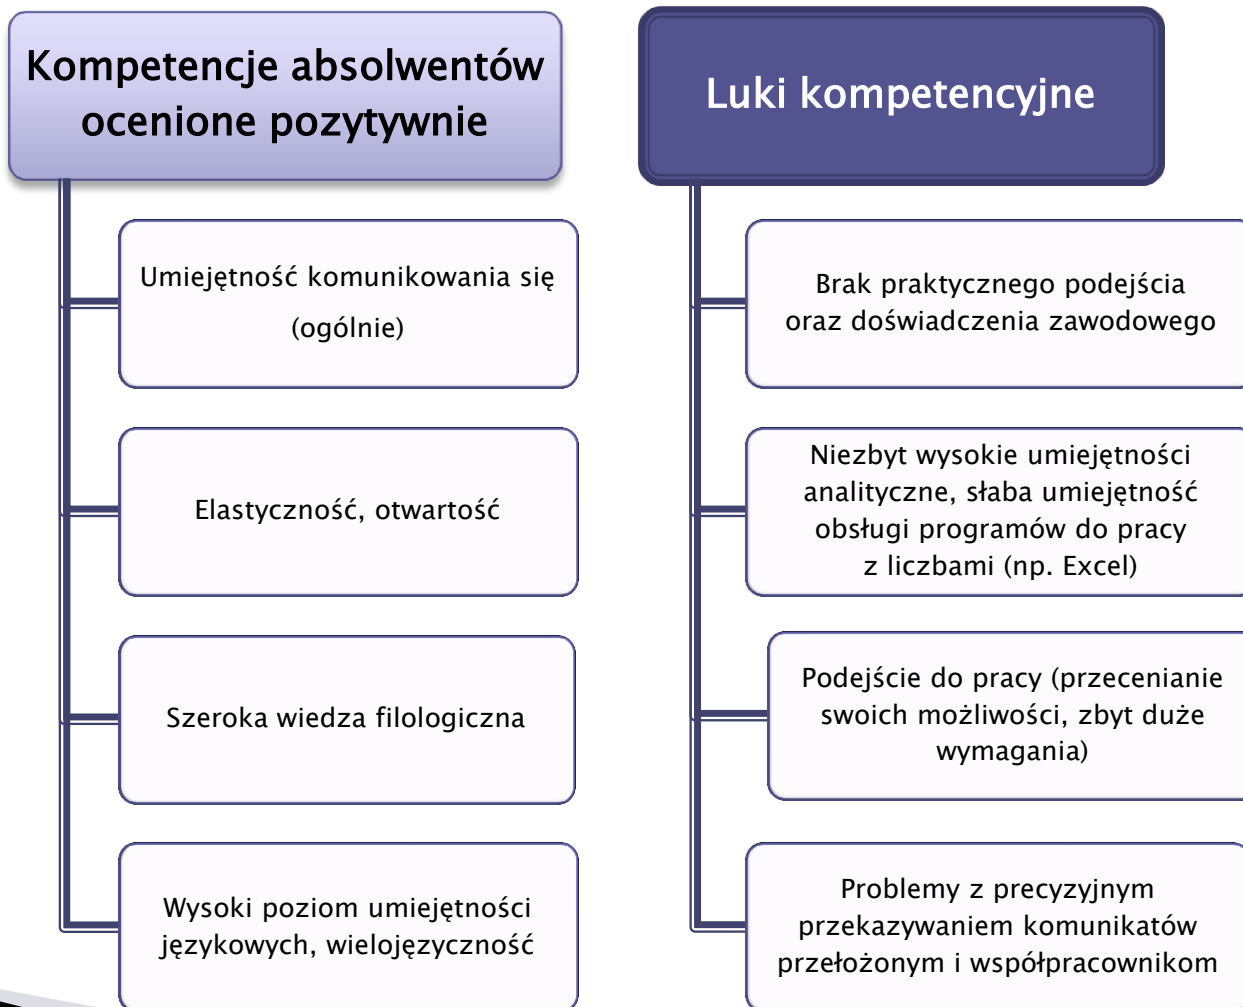 Kompetencje absolwentów
ocenione pozytywnie
Umiejętność komunikowania się
(ogólnie)
Elastyczność, otwartość
Szeroka wiedza filologiczna
Wysoki poziom umiejętności
językowych, wielojęzyczność
Luki kompetencyjne
Brak praktycznego podejścia
oraz doświadczenia zawodowego
Niezbyt wysokie umiejętności
analityczne, słaba umiejętność
obsługi programów do pracy
z liczbami (np. Excel)
Podejście do pracy (przecenianie
swoich możliwości, zbyt duże
wymagania)
Problemy z precyzyjnym
przekazywaniem komunikatów
przełożonym i współpracownikom